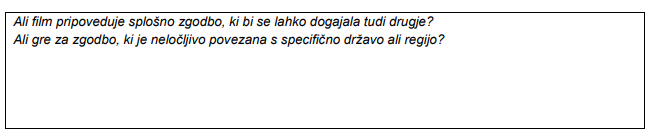 Ali film pripoveduje splošno zgodbo, ki bi se lahko dogajala tudi drugje?
Ali gre za zgodbo, ki je neločljivo povezana s specifično državo ali regijo?